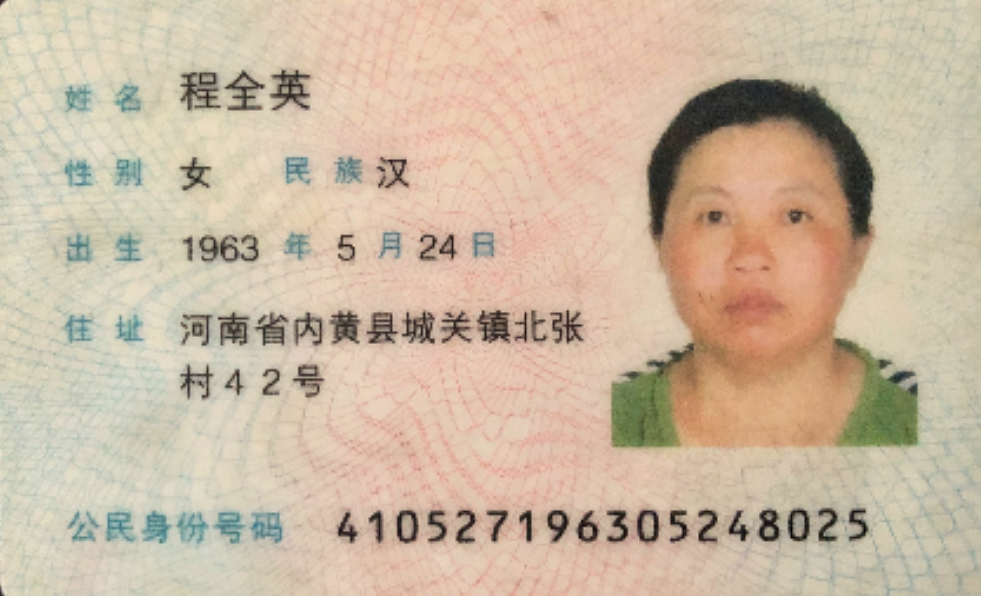 姓名 程全英
性别 女 民族 汉
出生 1963 年 5 月 24 日
住址 河南省内黄县城关镇北张
村４２号
公民身份号码 410527196305248025